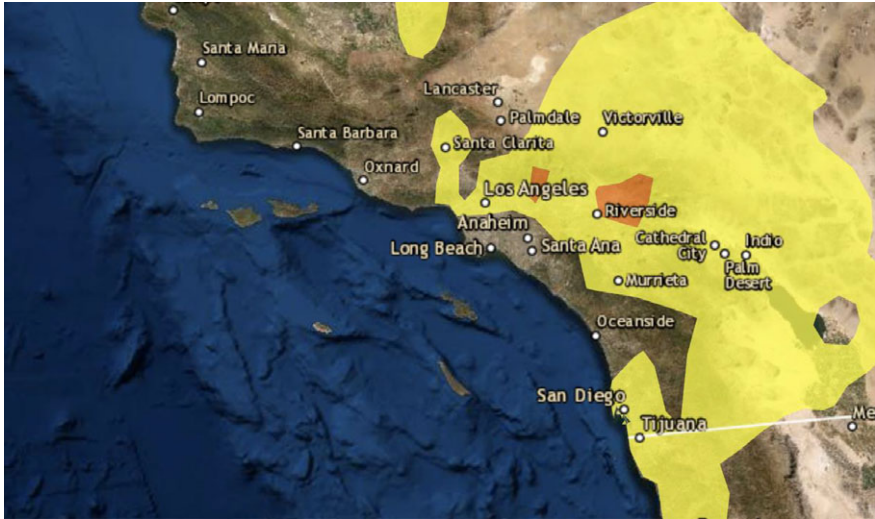 Santa Maria
Lompoc
Santa Barbara
Oxnard
Lancaster
Palmdale
Victorville
Santa Clarita
Los Angeles
Riverside
Anaheim
Long Beach
Santa Ana
Cathedral
City
Indio
Palm
Desert
Murrieta
Oceanside
San Diego
Tijuana
Me